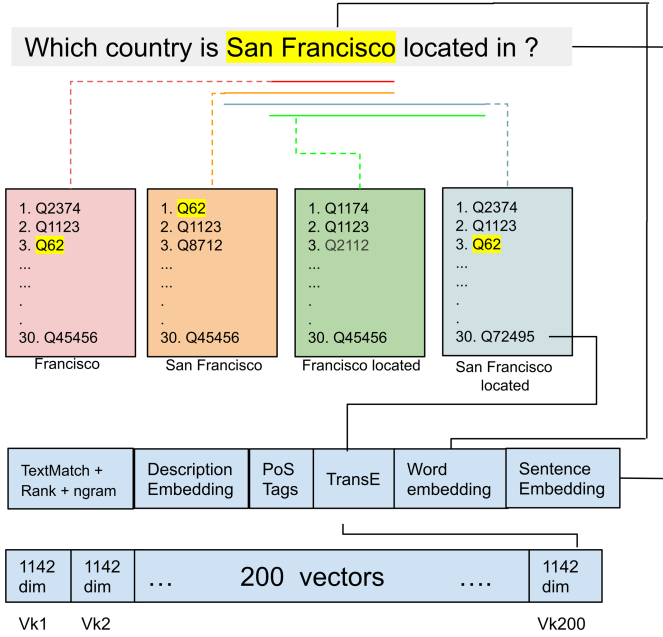 Which country is San Francisco located in ?
1. Q2374
2. Q1123
3. Q62
...
...
.
.
30. Q45456
Francisco
1. Q62
2. Q1123
3. Q8712
...
...
.
.
30. Q45456
San Francisco
1. Q1174
2. Q1123
3. Q2112
...
...
.
.
30. Q45456
Francisco located
1. Q2374
2. Q1123
3. Q62
...
...
.
.
30. Q72495
San Francisco
located
TextMatch +
Rank + ngram
Description
Embedding
PoS
Tags
TransE
Word
embedding
Sentence
Embedding
1142
dim
1142
dim
... 200 vectors ....
1142
dim
Vk1
Vk2
Vk200